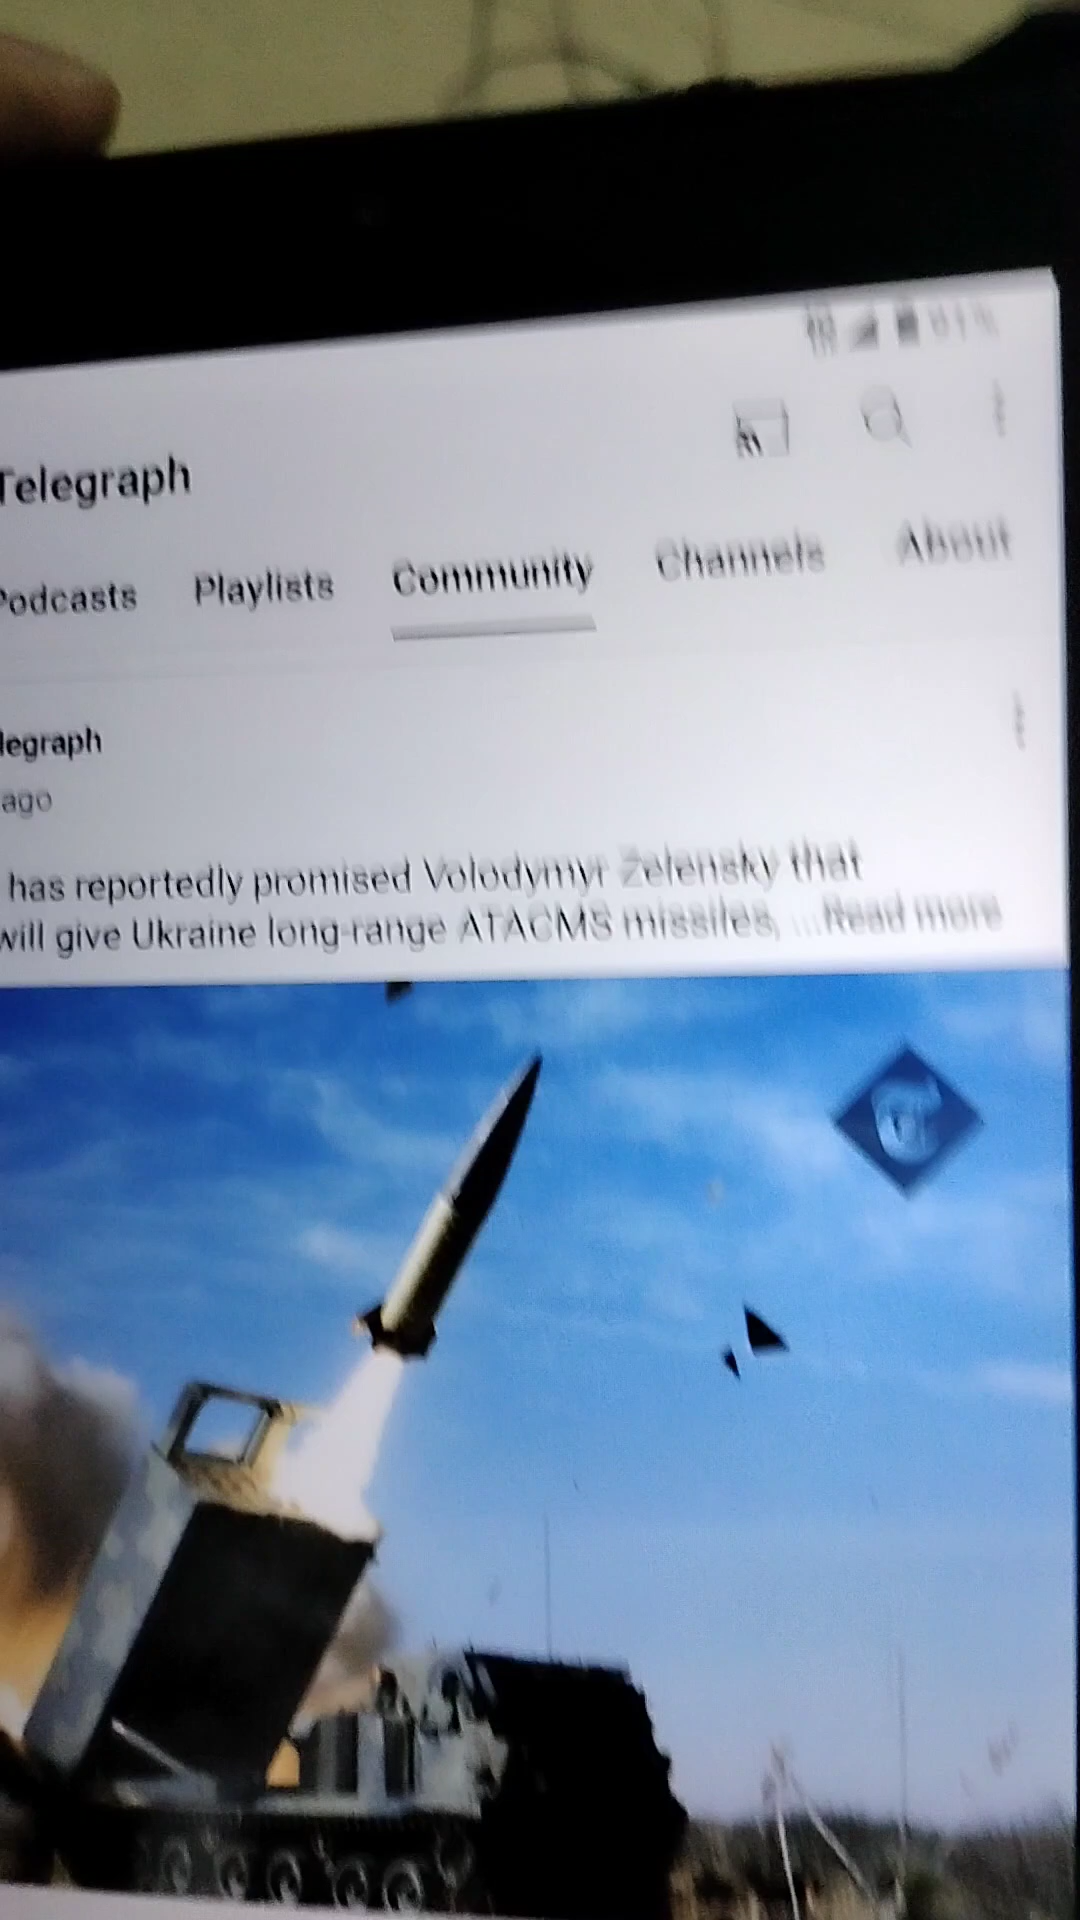 Telegraph
Podcasts Playlists Community Channels About
legraph
ago
has reportedly promised Volodymyr Zelensky that
will give Ukraine long-range ATACMS missiles, ...Read more